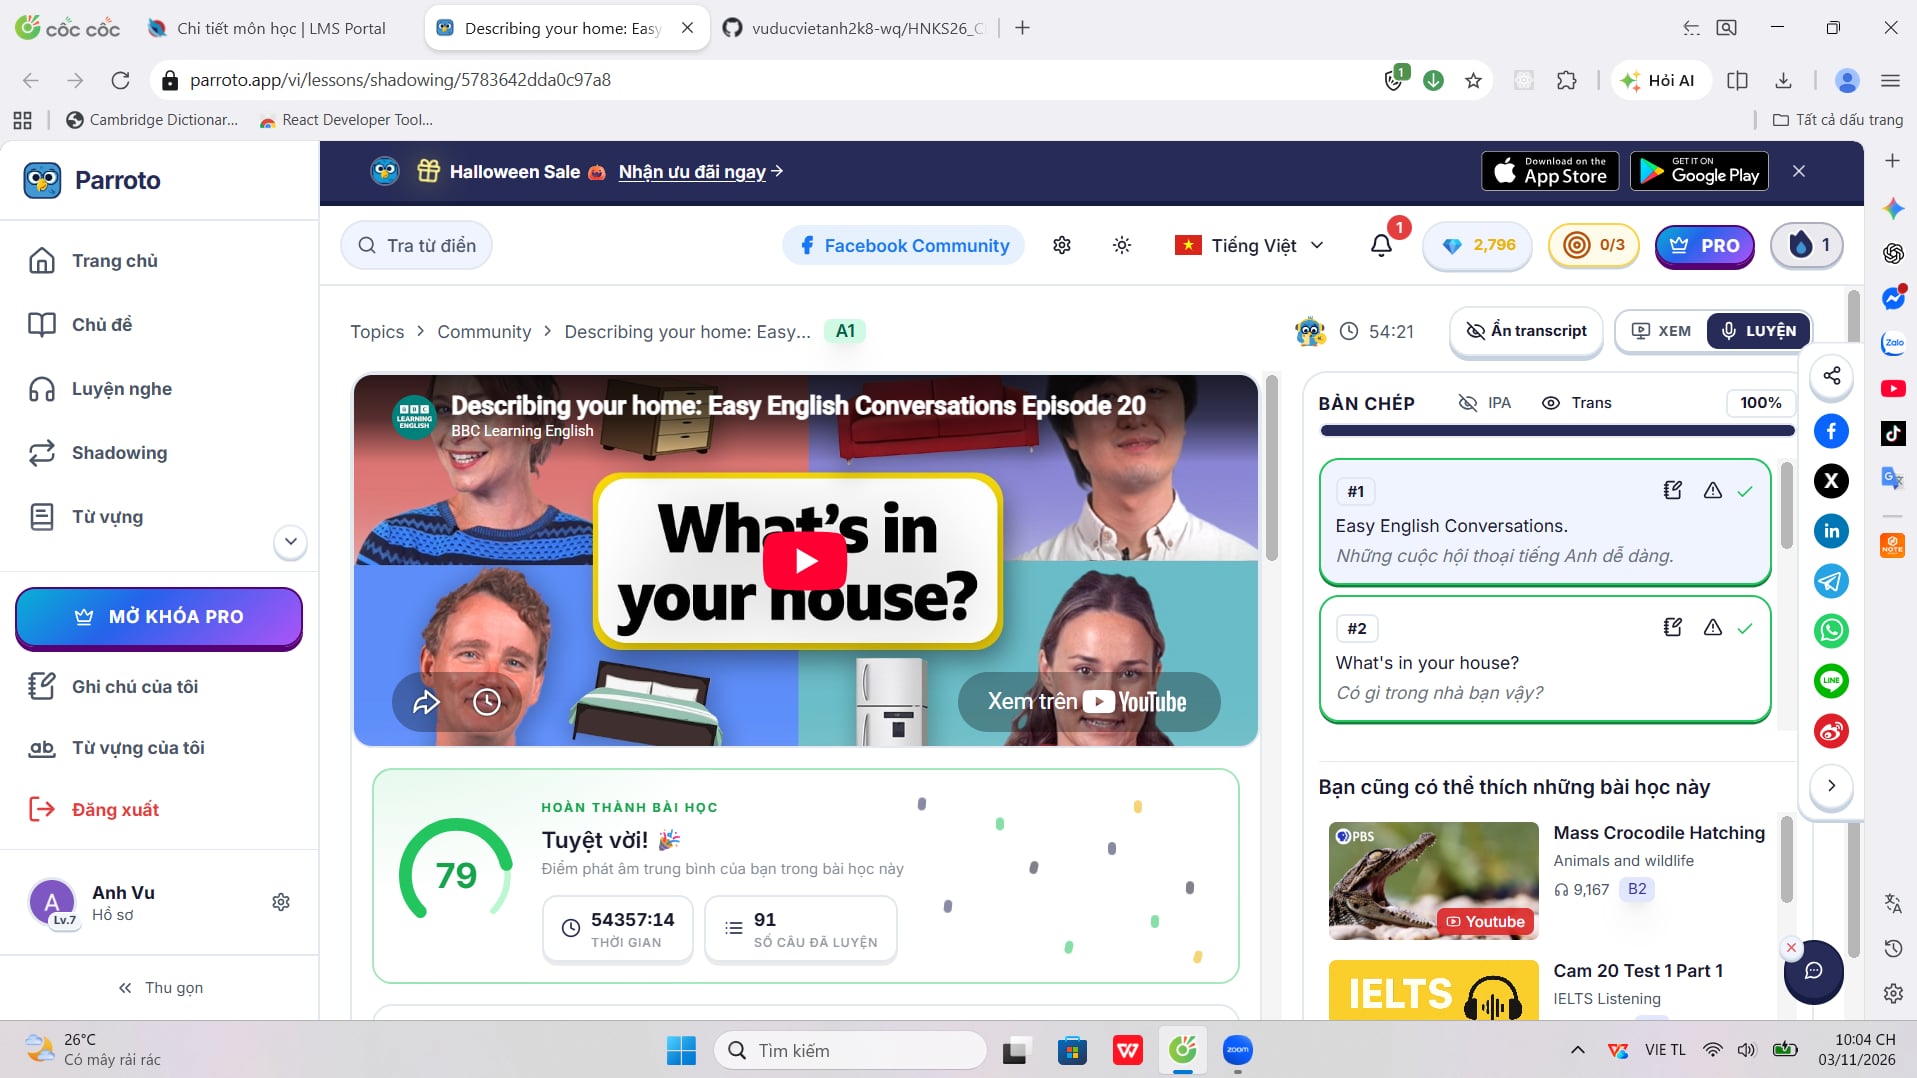 cốc cốc
Chi tiết môn học | LMS Portal
Describing your home: Easy
vuducvietanh2k8-wq/HNKS26_C
parroto.app/vi/lessons/shadowing/5783642dda0c97a8
1
Hỏi AI
Cambridge Dictionar...
React Developer Tool...
Tất cả dấu trang
Parroto
Halloween Sale
Nhận ưu đãi ngay
Download on the
App Store
GET IT ON
Google Play
Tra từ điển
Facebook Community
Tiếng Việt
1
2,796
0/3
PRO
1
Trang chủ
Chủ đề
Luyện nghe
Shadowing
Từ vựng
MỞ KHÓA PRO
Ghi chú của tôi
Từ vựng của tôi
Đăng xuất
A
Lv.7
Anh Vu
Hồ sơ
Thu gọn
Topics
Community
Describing your home: Easy...
A1
54:21
Ẩn transcript
XEM
LUYỆN
BBC
LEARNING
ENGLISH
Describing your home: Easy English Conversations Episode 20
BBC Learning English
What's in
your house?
Xem trên YouTube
HOÀN THÀNH BÀI HỌC
Tuyệt vời!
Điểm phát âm trung bình của bạn trong bài học này
79
54357:14
THỜI GIAN
91
SỐ CÂU ĐÃ LUYỆN
BẢN CHÉP
IPA
Trans
100%
#1
Easy English Conversations.
Những cuộc hội thoại tiếng Anh dễ dàng.
#2
What's in your house?
Có gì trong nhà bạn vậy?
Bạn cũng có thể thích những bài học này
PBS
Youtube
Mass Crocodile Hatching
Animals and wildlife
9,167
B2
IELTS
Cam 20 Test 1 Part 1
IELTS Listening
LINE
Zalo
NOTE
26°C
Có mây rải rác
Tìm kiếm
zoom
VIE TL
10:04 CH
03/11/2026